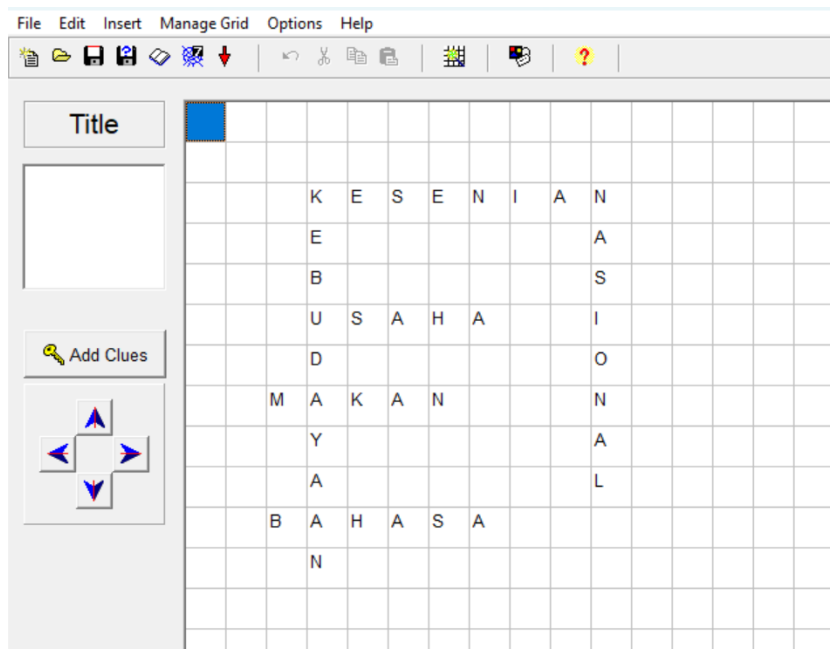 File Edit Insert Manage Grid Options Help
Title
K E S E N I A N
E A
B S
U S A H A I
Add Clues
D O
M A K A N N
Y A
A L
B A H A S A
N